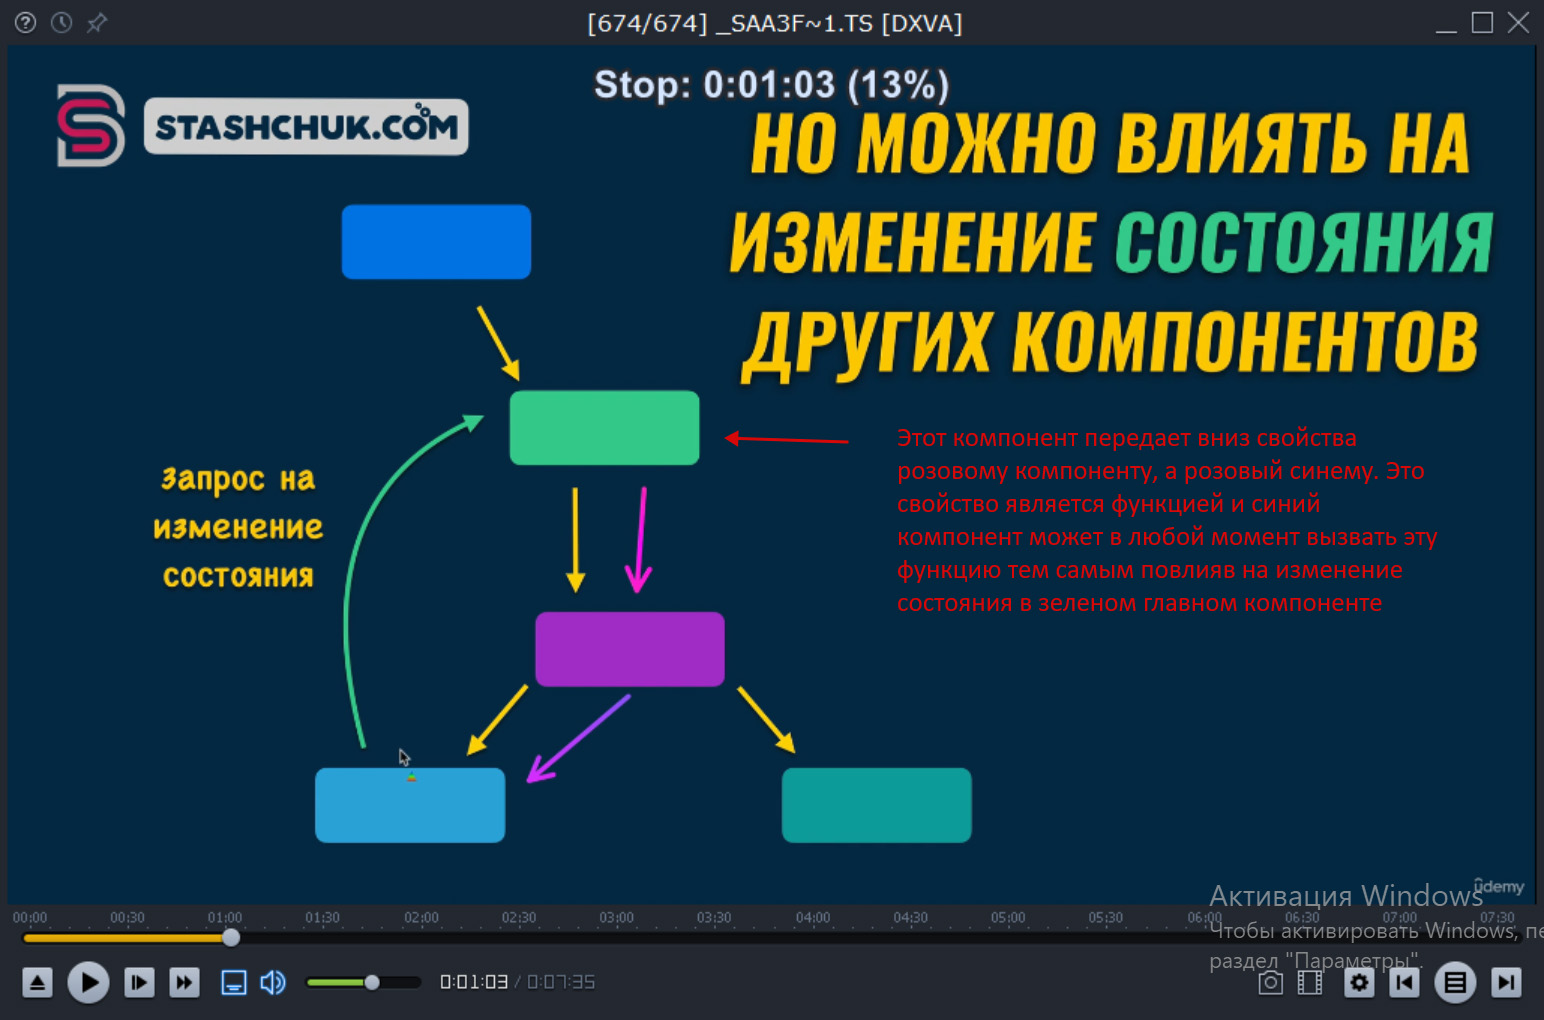 [674/674] _SAA3F~1.TS [DXVA]
Stop: 0:01:03 (13%)
STASHCHUK.COM
НО МОЖНО ВЛИЯТЬ НА
ИЗМЕНЕНИЕ СОСТОЯНИЯ
ДРУГИХ КОМПОНЕНТОВ
Запрос на
изменение
состояния
Этот компонент передает вниз свойства
розовому компоненту, а розовый синему. Это
свойство является функцией и синий
компонент может в любой момент вызвать эту
функцию тем самым повлияв на изменение
состояния в зеленом главном компоненте
ûdemy
Активация Windows
Чтобы активировать Windows, пе
раздел "Параметры".
00:00 00:30 01:00 01:30 02:00 02:30 03:00 03:30 04:00 04:30 05:00 05:30 06:00 06:30 07:00 07:30
0:01:03 / 0:07:35